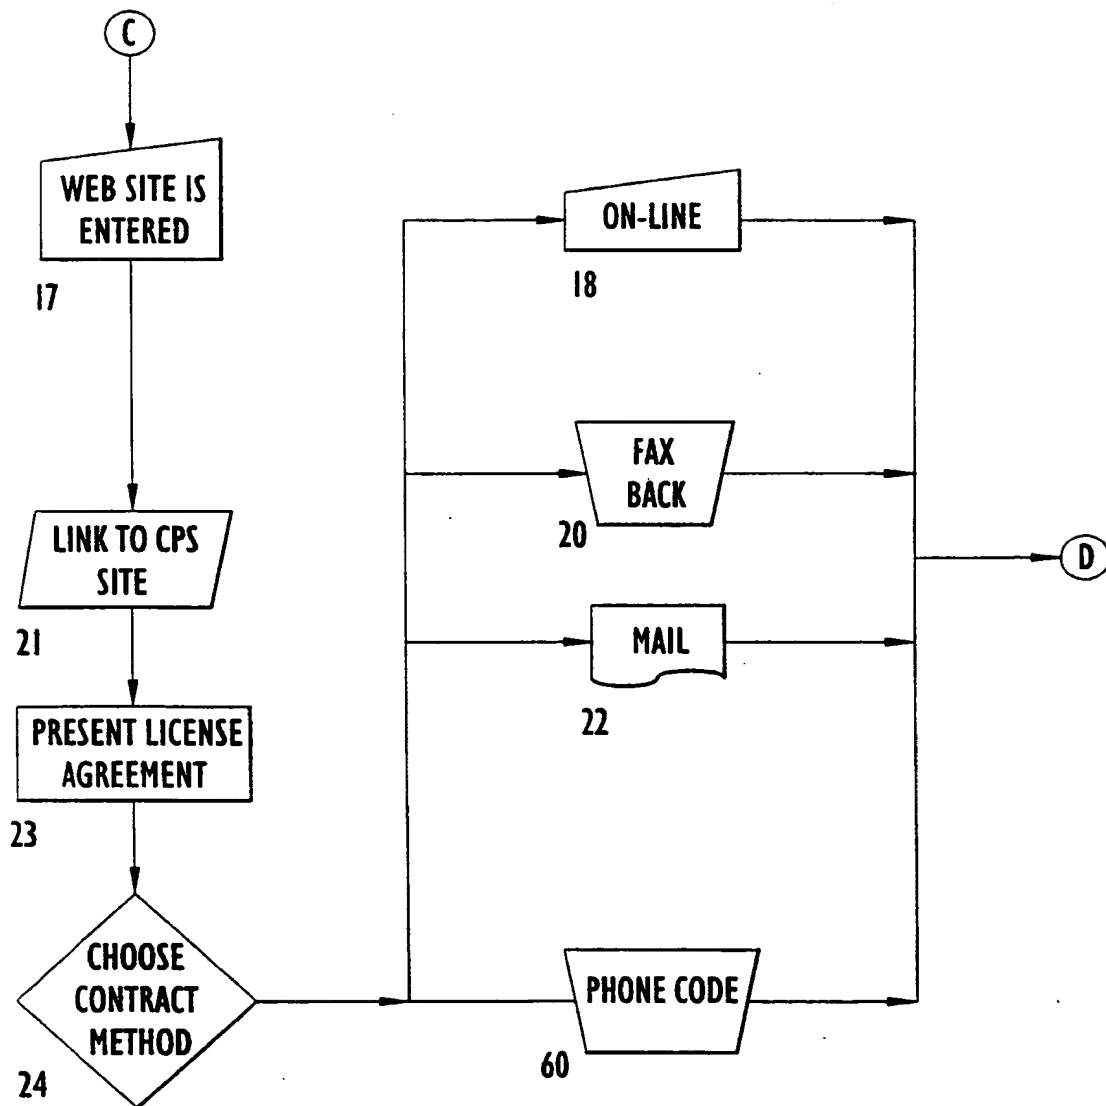 C
WEB SITE IS
ENTERED
17
LINK TO CPS
SITE
21
PRESENT LICENSE
AGREEMENT
23
CHOOSE
CONTRACT
METHOD
24
ON-LINE
18
FAX
BACK
20
MAIL
22
PHONE CODE
60
D